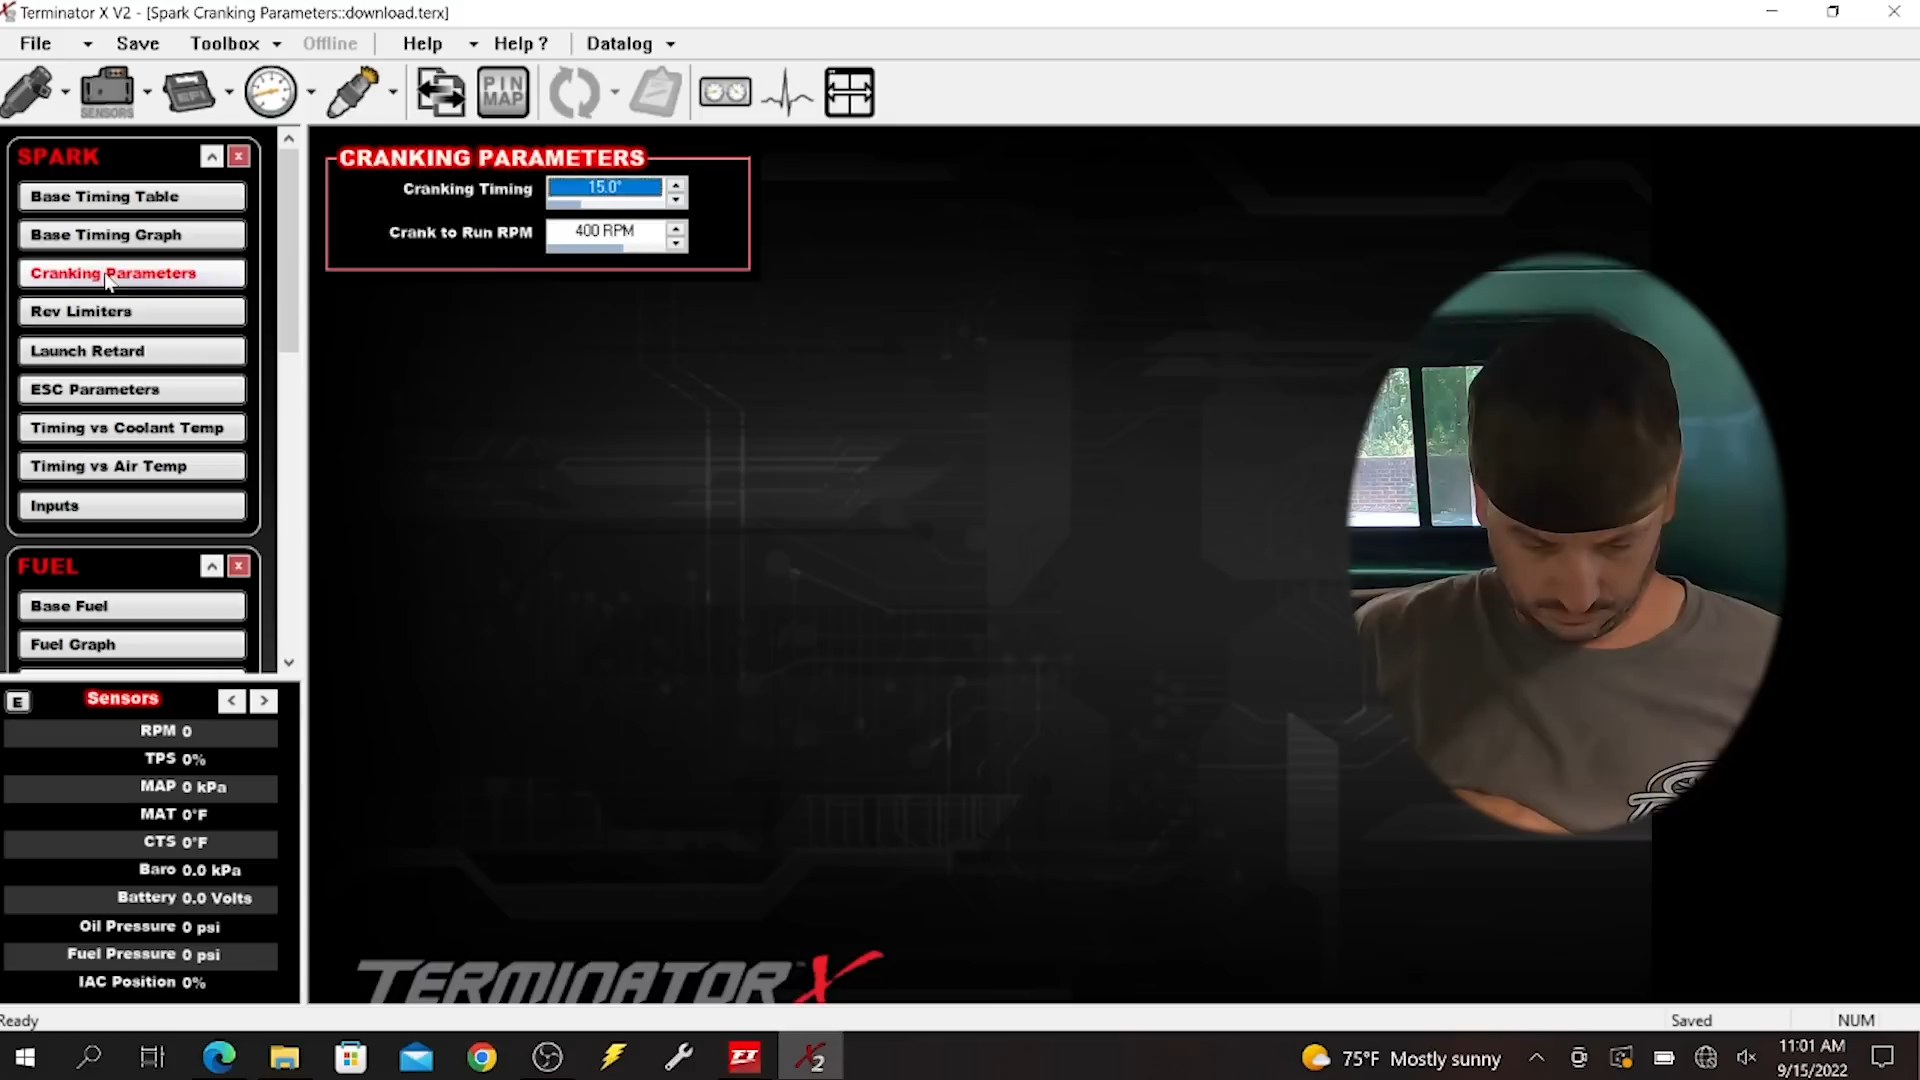 Terminator X V2 - [Spark Cranking Parameters::download.terx]
File Save Toolbox Offline Help Help ? Datalog
SENSORS
EFI
PIN MAP
SPARK
Base Timing Table
Base Timing Graph
Cranking Parameters
Rev Limiters
Launch Retard
ESC Parameters
Timing vs Coolant Temp
Timing vs Air Temp
Inputs
FUEL
Base Fuel
Fuel Graph
CRANKING PARAMETERS
Cranking Timing 15.0°
Crank to Run RPM 400 RPM
E Sensors < >
RPM 0
TPS 0%
MAP 0 kPa
MAT 0°F
CTS 0°F
Baro 0.0 kPa
Battery 0.0 Volts
Oil Pressure 0 psi
Fuel Pressure 0 psi
IAC Position 0%
TERMINATOR X
Ready Saved NUM
75°F Mostly sunny
11:01 AM
9/15/2022